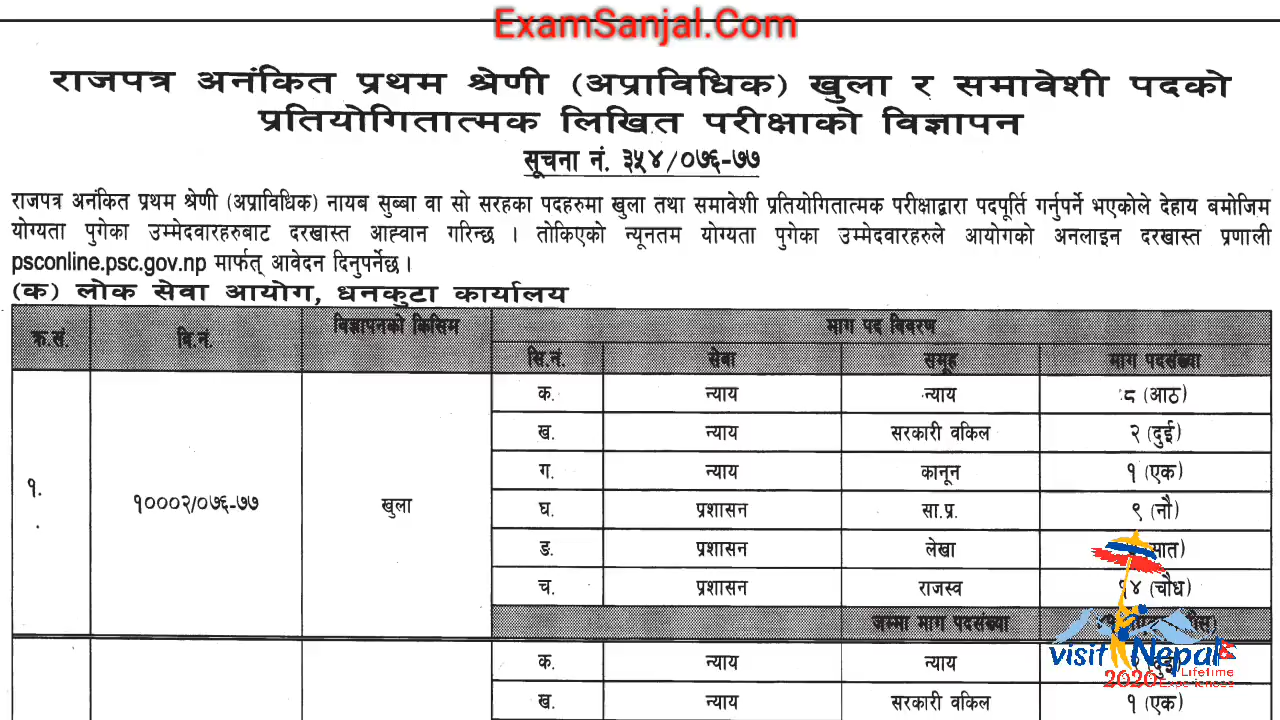 ExamSanjal.Com
राजपत्र अनंकित प्रथम श्रेणी (अप्राविधिक) खुला र समावेशी पदको
प्रतियोगितात्मक लिखित परीक्षाको विज्ञापन
सूचना नं. ३५४/०७६-७७
राजपत्र अनंकित प्रथम श्रेणी (अप्राविधिक) नायब सुब्बा वा सो सरहका पदहरुमा खुला तथा समावेशी प्रतियोगितात्मक परीक्षाद्वारा पदपूर्ति गर्नुपर्ने भएकोले देहाय बमोजिम
योग्यता पुगेका उम्मेदवारहरुबाट दरखास्त आह्वान गरिन्छ । तोकिएको न्यूनतम योग्यता पुगेका उम्मेदवारहरुले आयोगको अनलाइन दरखास्त प्रणाली
psconline.psc.gov.np मार्फत् आवेदन दिनुपर्नेछ ।
(क) लोक सेवा आयोग, धनकुटा कार्यालय
क्र.सं. बि.नं. विज्ञापनको किसिम माग पद बिवरण
सि.नं. सेवा समूह माग पदसंख्या
क. न्याय न्याय ८ (आठ)
ख. न्याय सरकारी वकिल २ (दुई)
ग. न्याय कानून १ (एक)
१. १०००२/०७६-७७ खुला घ. प्रशासन सा.प्र. ९ (नौ)
ङ. प्रशासन लेखा सात)
च. प्रशासन राजस्व १४ (चौध)
जम्मा माग पदसंख्या
क. न्याय न्याय (दुई)
ख. न्याय सरकारी वकिल १ (एक)
visit Nepal
Lifetime
2020 Experiences